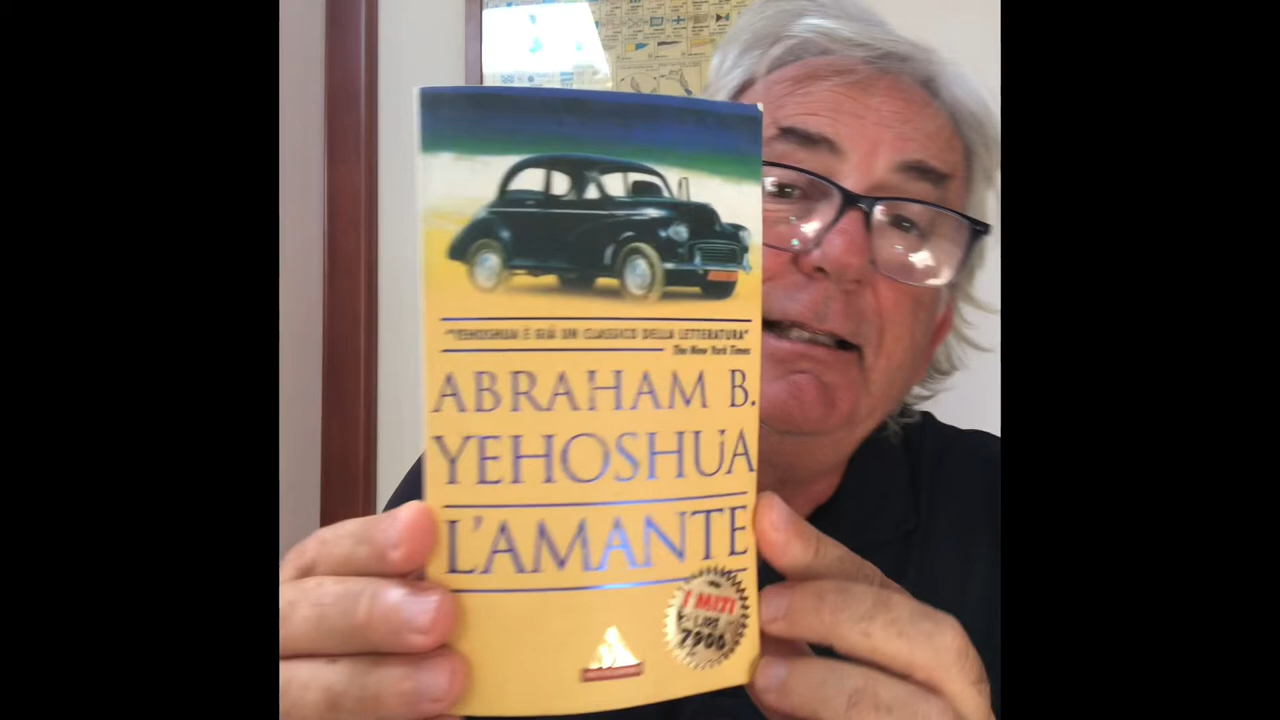 "YEHOSHUA È GIÀ UN CLASSICO DELLA LETTERATURA"
The New York Times
ABRAHAM B.
YEHOSHUA
L'AMANTE
I MITI
LIRE
7900